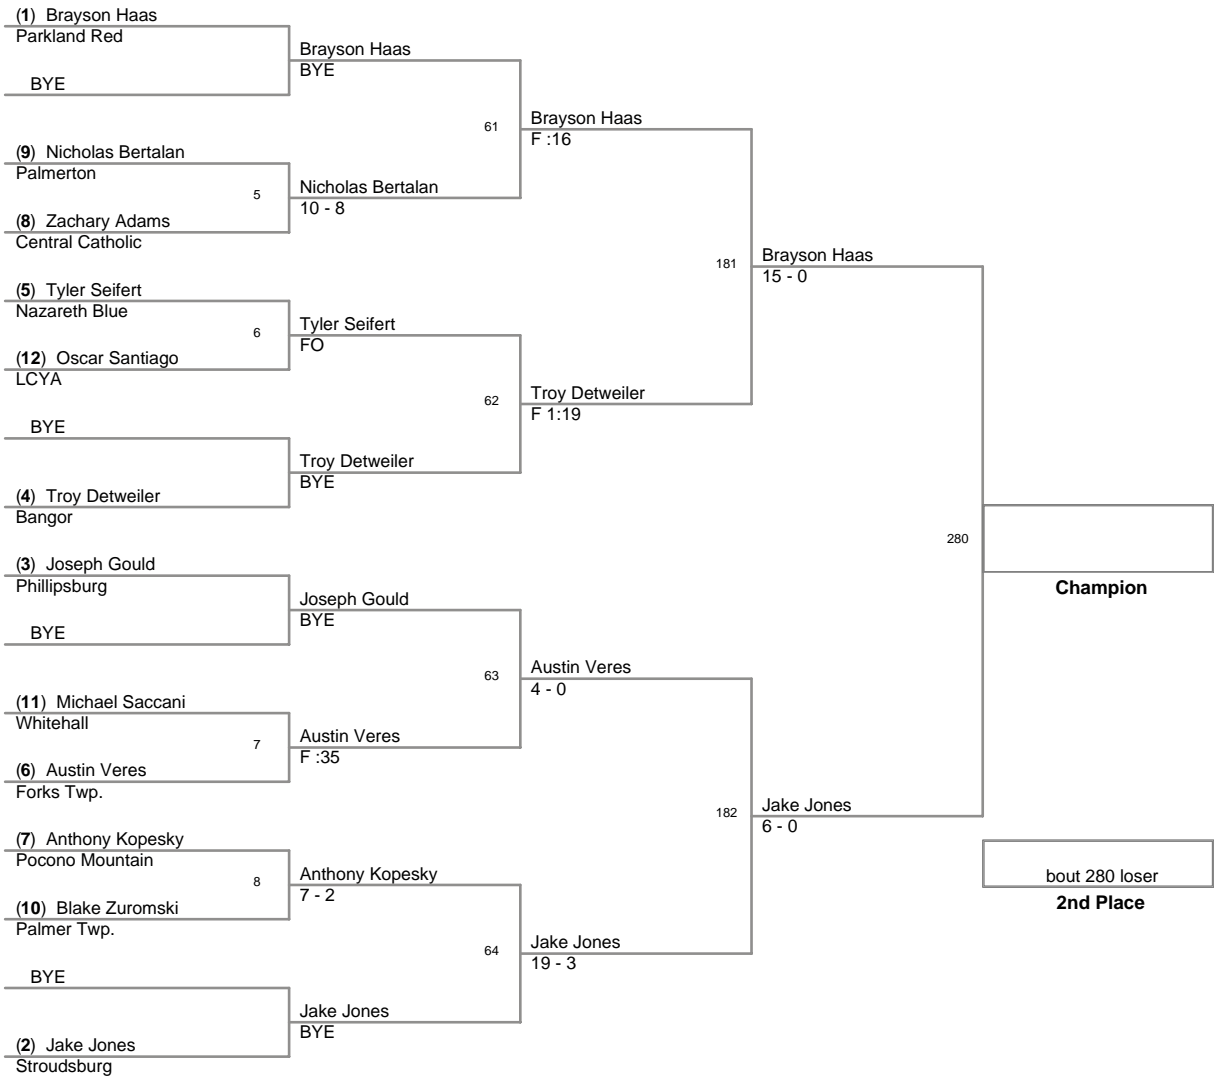 (1) Brayson Haas
Parkland Red
BYE
(9) Nicholas Bertalan
Palmerton
5
(8) Zachary Adams
Central Catholic
(5) Tyler Seifert
Nazareth Blue
6
(12) Oscar Santiago
LCYA
BYE
(4) Troy Detweiler
Bangor
(3) Joseph Gould
Phillipsburg
BYE
(11) Michael Saccani
Whitehall
7
(6) Austin Veres
Forks Twp.
(7) Anthony Kopesky
Pocono Mountain
8
(10) Blake Zuromski
Palmer Twp.
BYE
(2) Jake Jones
Stroudsburg
Brayson Haas
BYE
61
Nicholas Bertalan
10 - 8
Tyler Seifert
FO
62
Troy Detweiler
BYE
Joseph Gould
BYE
63
Austin Veres
F :35
Anthony Kopesky
7 - 2
64
Jake Jones
BYE
Brayson Haas
F :16
181
Troy Detweiler
F 1:19
Austin Veres
4 - 0
182
Jake Jones
19 - 3
Brayson Haas
15 - 0
280
Jake Jones
6 - 0
Champion
bout 280 loser
2nd Place